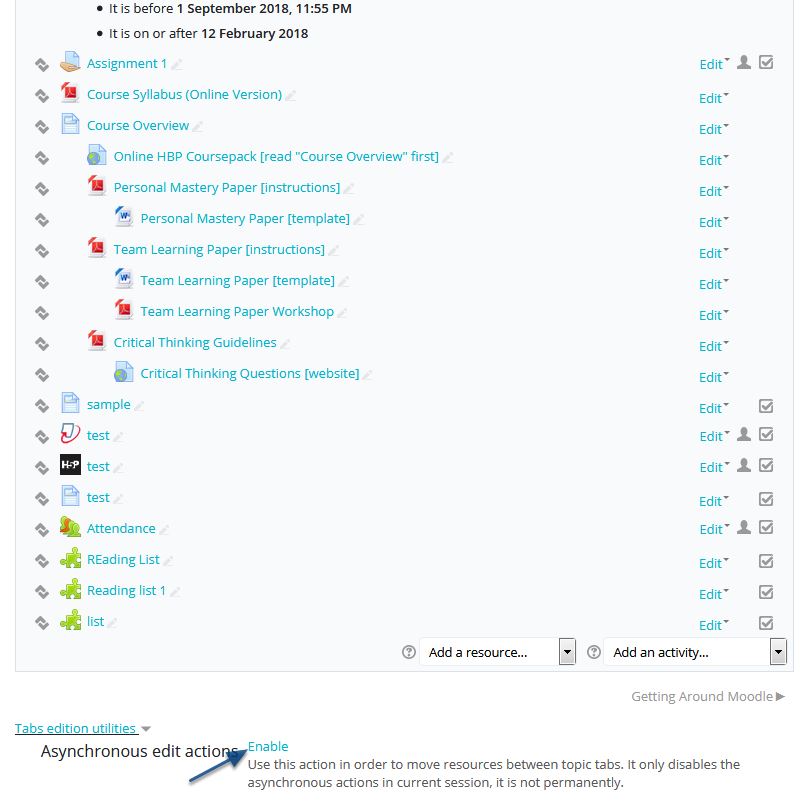 It is before 1 September 2018, 11:55 PM
It is on or after 12 February 2018
Assignment 1 Edit
Course Syllabus (Online Version) Edit
Course Overview Edit
Online HBP Coursepack [read "Course Overview" first] Edit
Personal Mastery Paper [instructions] Edit
Personal Mastery Paper [template] Edit
Team Learning Paper [instructions] Edit
Team Learning Paper [template] Edit
Team Learning Paper Workshop Edit
Critical Thinking Guidelines Edit
Critical Thinking Questions [website] Edit
sample Edit
test Edit
H5P test Edit
test Edit
Attendance Edit
REading List Edit
Reading list 1 Edit
list Edit
Add a resource... Add an activity...
Getting Around Moodle ►
Tabs edition utilities
Asynchronous edit actions Enable
Use this action in order to move resources between topic tabs. It only disables the
asynchronous actions in current session, it is not permanently.